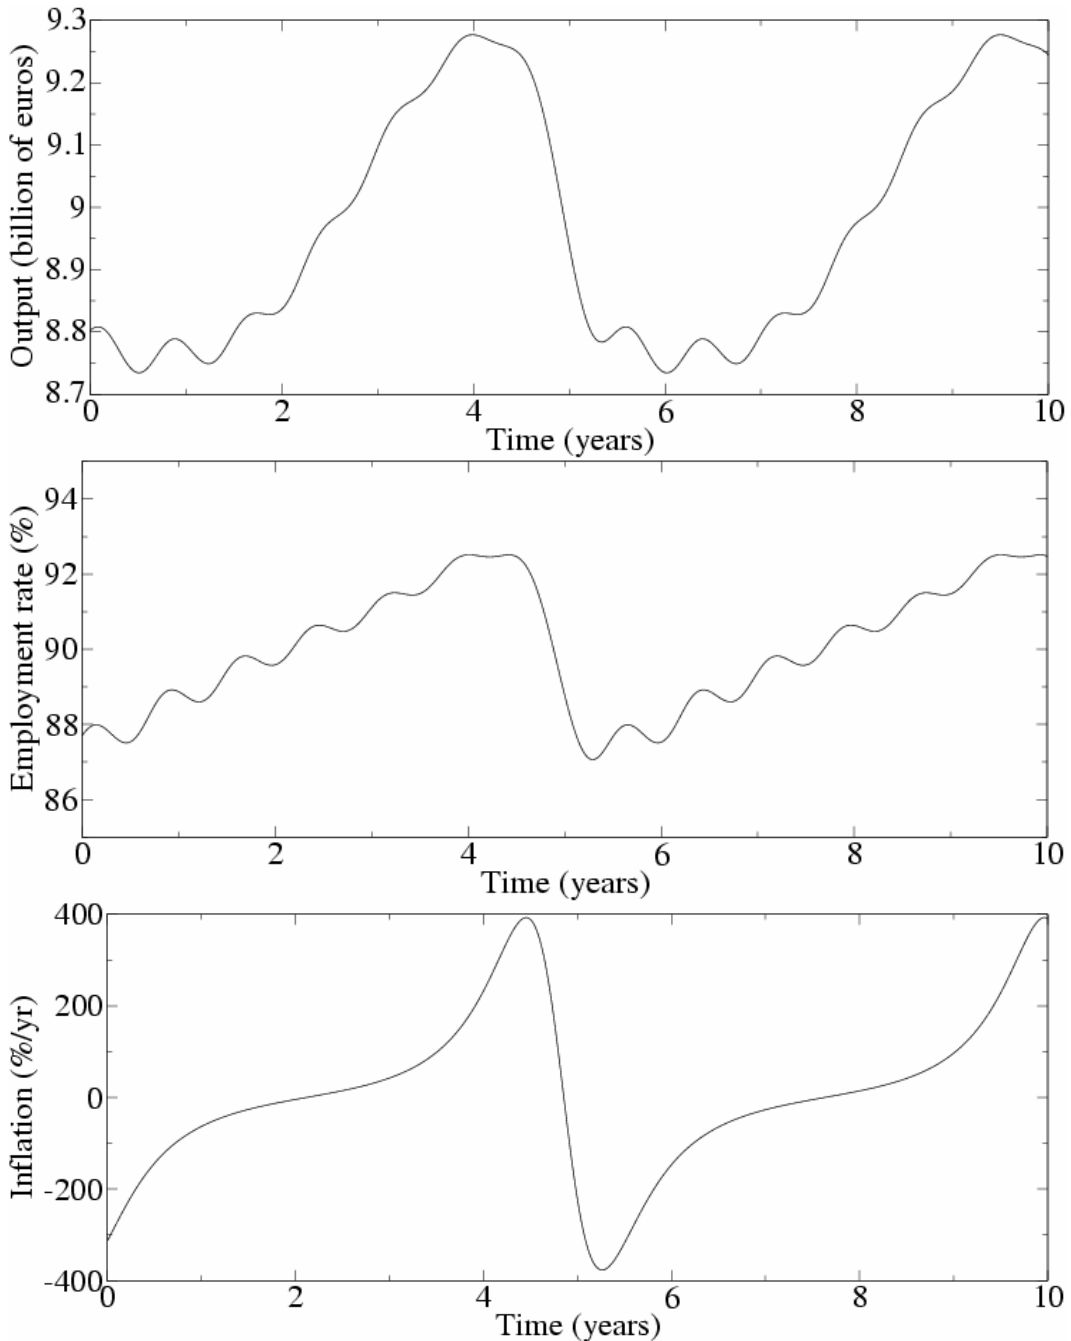 Output (billion of euros)
9.3
9.2
9.1
9
8.9
8.8
8.7
0 2 4 6 8 10
Time (years)
Employment rate (%)
94
92
90
88
86
0 2 4 6 8 10
Time (years)
Inflation (%/yr)
400
200
0
-200
-400
0 2 4 6 8 10
Time (years)